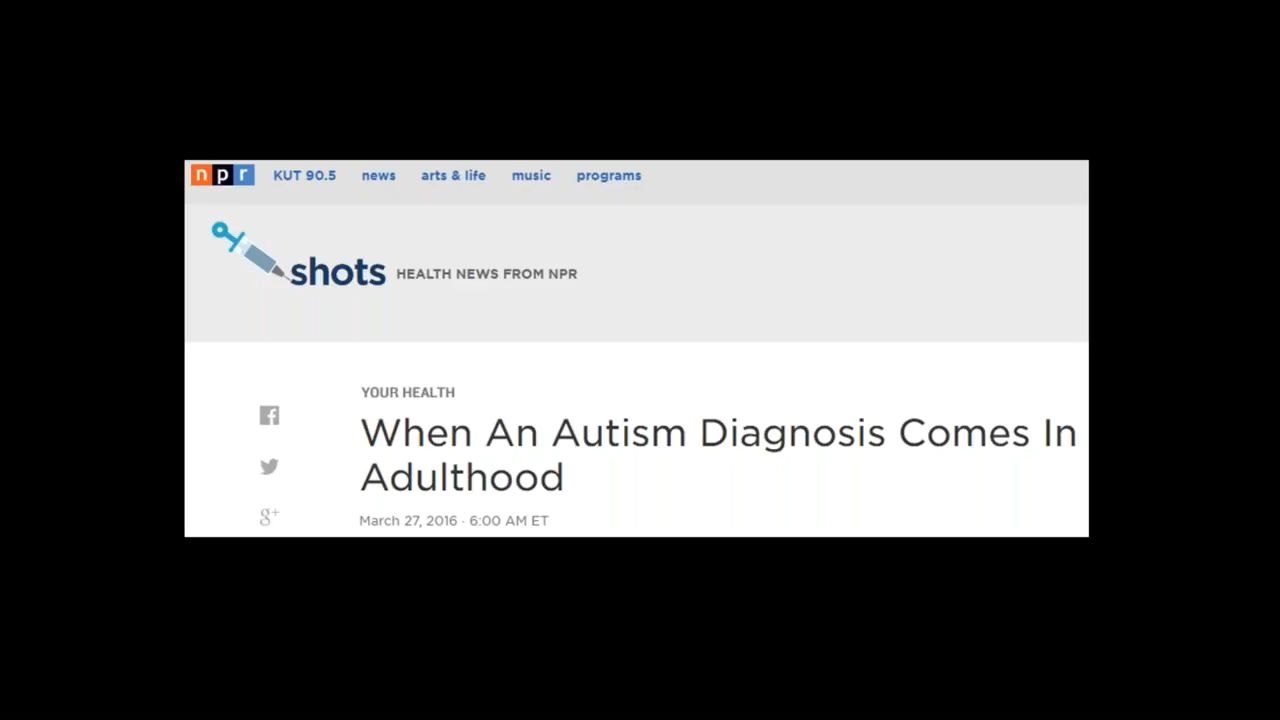 npr KUT 90.5 news arts & life music programs
shots HEALTH NEWS FROM NPR
YOUR HEALTH
When An Autism Diagnosis Comes In
Adulthood
March 27, 2016 · 6:00 AM ET
g+